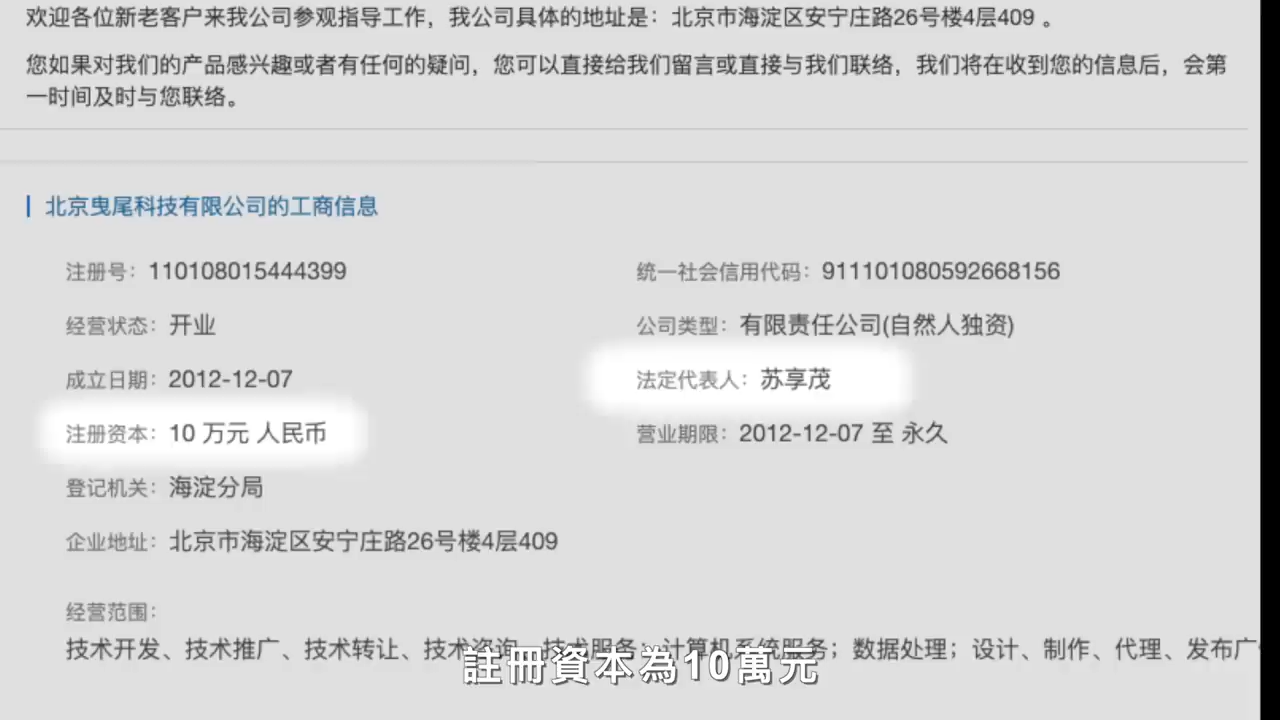 欢迎各位新老客户来我公司参观指导工作，我公司具体的地址是：北京市海淀区安宁庄路26号楼4层409 。
您如果对我们的产品感兴趣或者有任何的疑问，您可以直接给我们留言或直接与我们联络，我们将在收到您的信息后，会第
一时间及时与您联络。
北京曳尾科技有限公司的工商信息
注册号：110108015444399
统一社会信用代码：911101080592668156
经营状态：开业
公司类型：有限责任公司(自然人独资)
成立日期：2012-12-07
法定代表人：苏享茂
注册资本：10 万元 人民币
营业期限：2012-12-07 至 永久
登记机关：海淀分局
企业地址：北京市海淀区安宁庄路26号楼4层409
经营范围：
技术开发、技术推广、技术转让、技术咨询、技术服务；计算机系统服务；数据处理；设计、制作、代理、发布广
註冊資本為10萬元